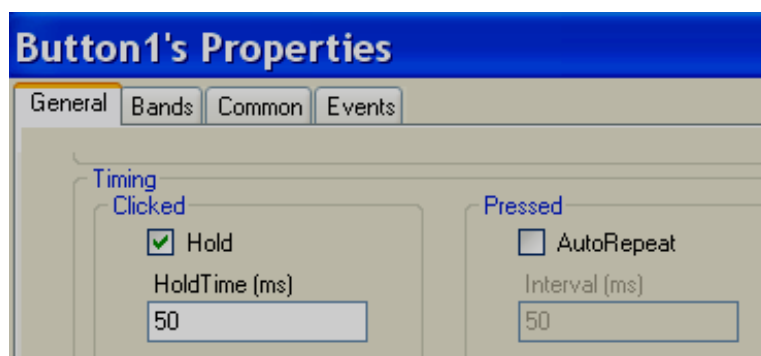 Button1's Properties
General Bands Common Events
Timing
Clicked
Hold
HoldTime (ms)
50
Pressed
AutoRepeat
Interval (ms)
50